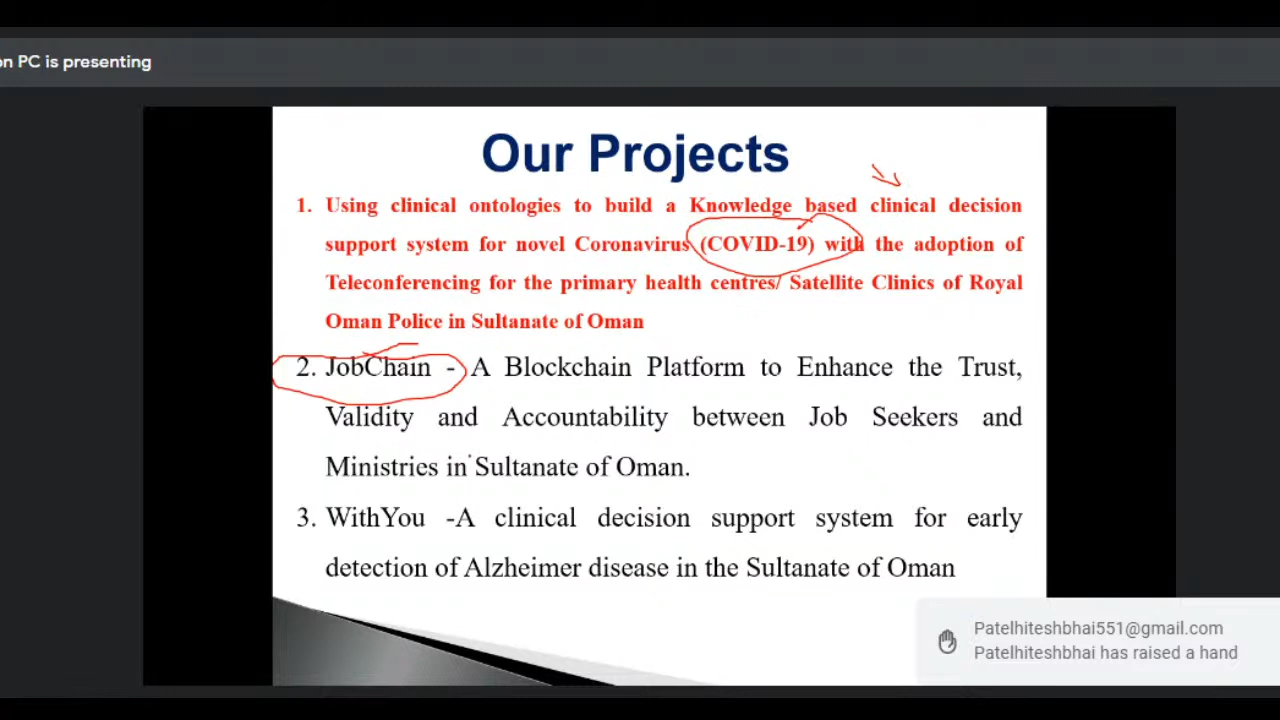 on PC is presenting
Our Projects
1. Using clinical ontologies to build a Knowledge based clinical decision
support system for novel Coronavirus (COVID-19) with the adoption of
Teleconferencing for the primary health centres/ Satellite Clinics of Royal
Oman Police in Sultanate of Oman
2. JobChain - A Blockchain Platform to Enhance the Trust,
Validity and Accountability between Job Seekers and
Ministries in Sultanate of Oman.
3. WithYou -A clinical decision support system for early
detection of Alzheimer disease in the Sultanate of Oman
Patelhiteshbhai551@gmail.com
Patelhiteshbhai has raised a hand